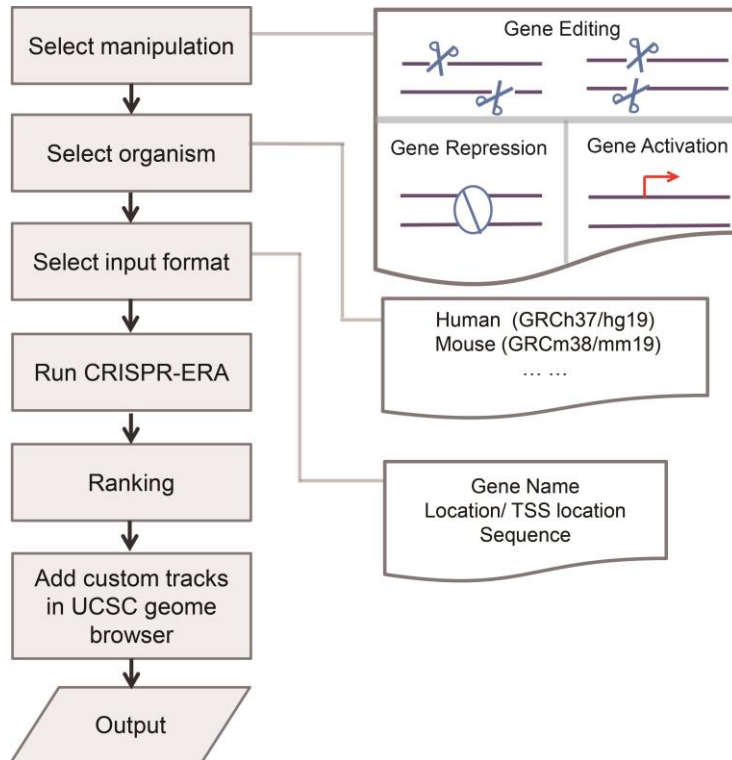 Select manipulation
Select organism
Select input format
Run CRISPR-ERA
Ranking
Add custom tracks
in UCSC geome
browser
Output
Gene Editing
Gene Repression
Gene Activation
Human (GRCh37/hg19)
Mouse (GRCm38/mm19)
... ...
Gene Name
Location/ TSS location
Sequence